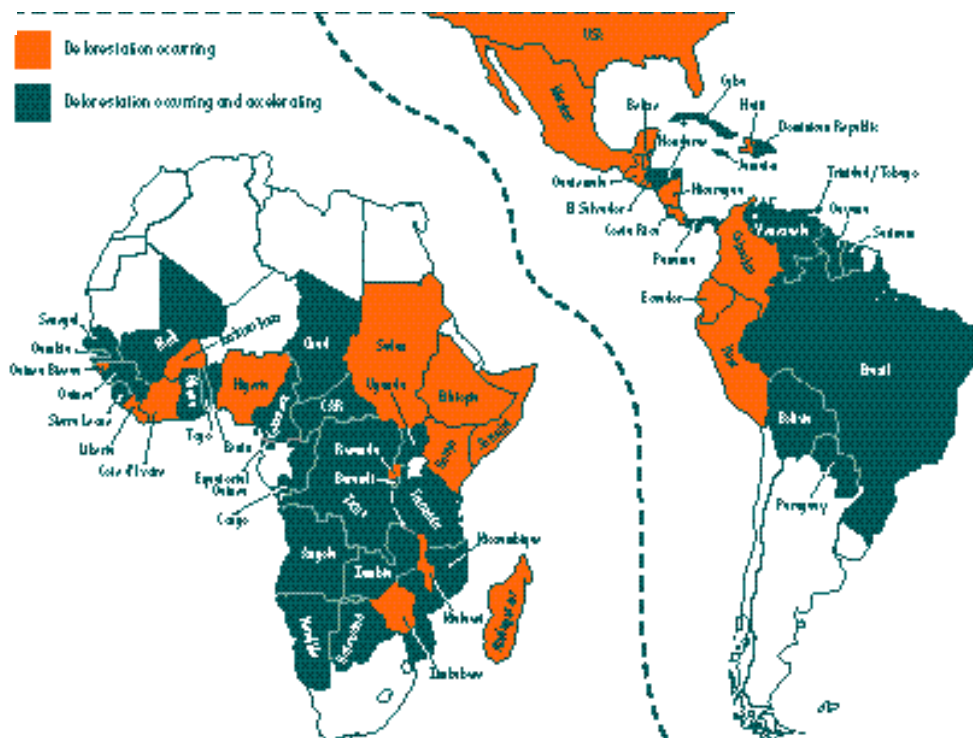 Deforestation occurring
Deforestation occurring and accelerating
USA
Mexico
Belize
Cuba
Haiti
Dominican Republic
Honduras
Jamaica
Guatemala
Nicaragua
El Salvador
Costa Rica
Panama
Trinidad / Tobago
Guyana
Surinam
Venezuela
Colombia
Ecuador
Peru
Brazil
Bolivia
Paraguay
Senegal
Gambia
Guinea Bissau
Guinea
Sierra Leone
Liberia
Cote d'Ivoire
Mali
Burkina Faso
Ghana
Togo
Benin
Nigeria
Cameroon
Equatorial
Guinea
Congo
Chad
CAR
Sudan
Uganda
Ethiopia
Somalia
Kenya
Rwanda
Burundi
Zaire
Tanzania
Angola
Zambia
Mozambique
Malawi
Namibia
Botswana
Zimbabwe
Madagascar